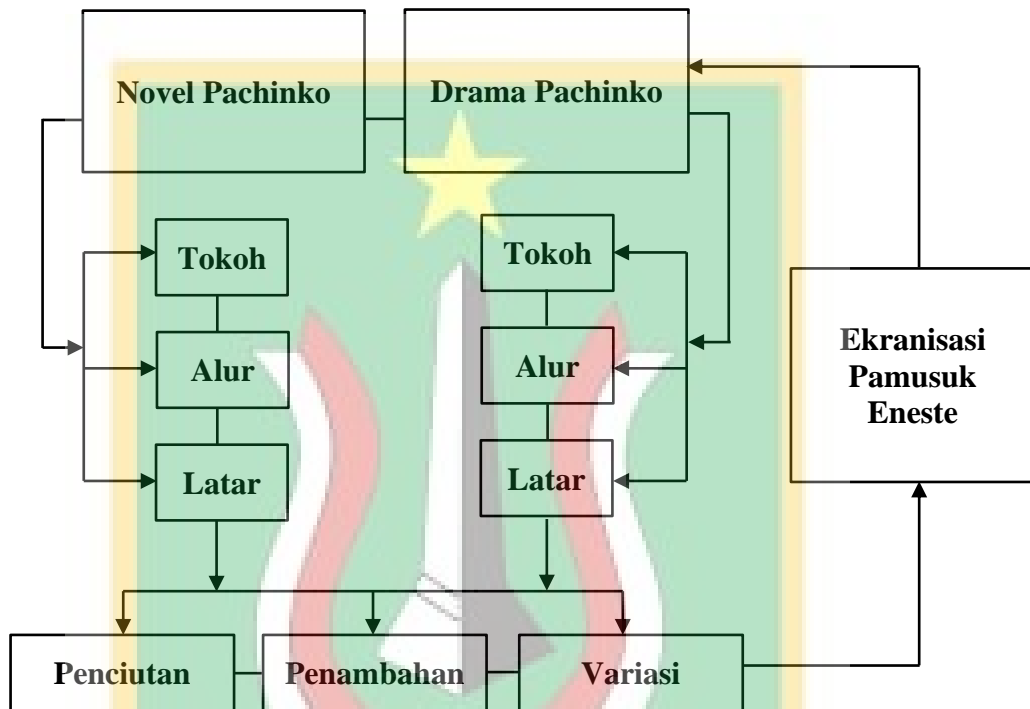 Novel Pachinko
Drama Pachinko
Tokoh
Tokoh
Alur
Alur
Latar
Latar
Ekranisasi
Pamusuk
Eneste
Penciutan
Penambahan
Variasi